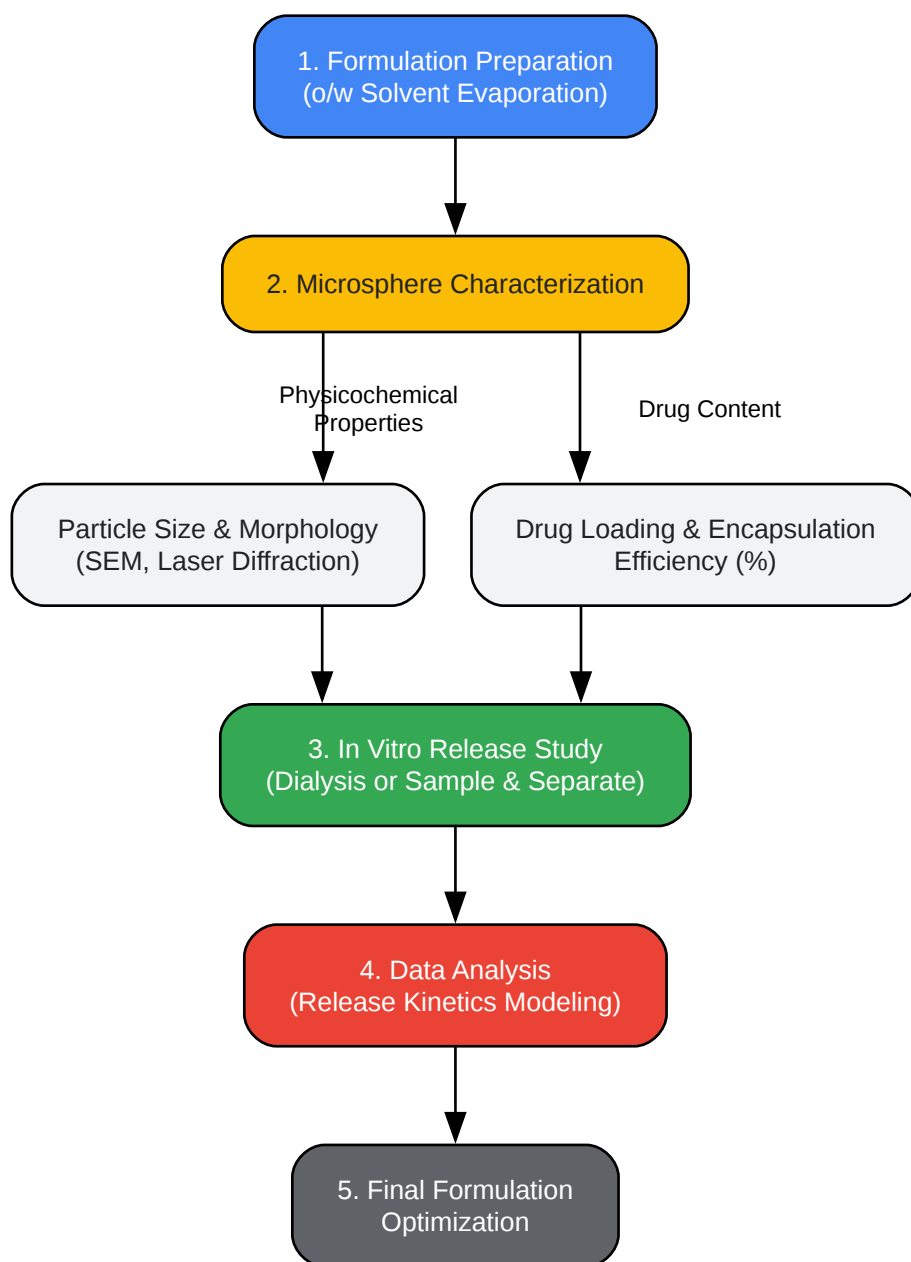 1. Formulation Preparation
(o/w Solvent Evaporation)
2. Microsphere Characterization
Physicochemical
Properties
Drug Content
Particle Size & Morphology
(SEM, Laser Diffraction)
Drug Loading & Encapsulation
Efficiency (%)
3. In Vitro Release Study
(Dialysis or Sample & Separate)
4. Data Analysis
(Release Kinetics Modeling)
5. Final Formulation
Optimization